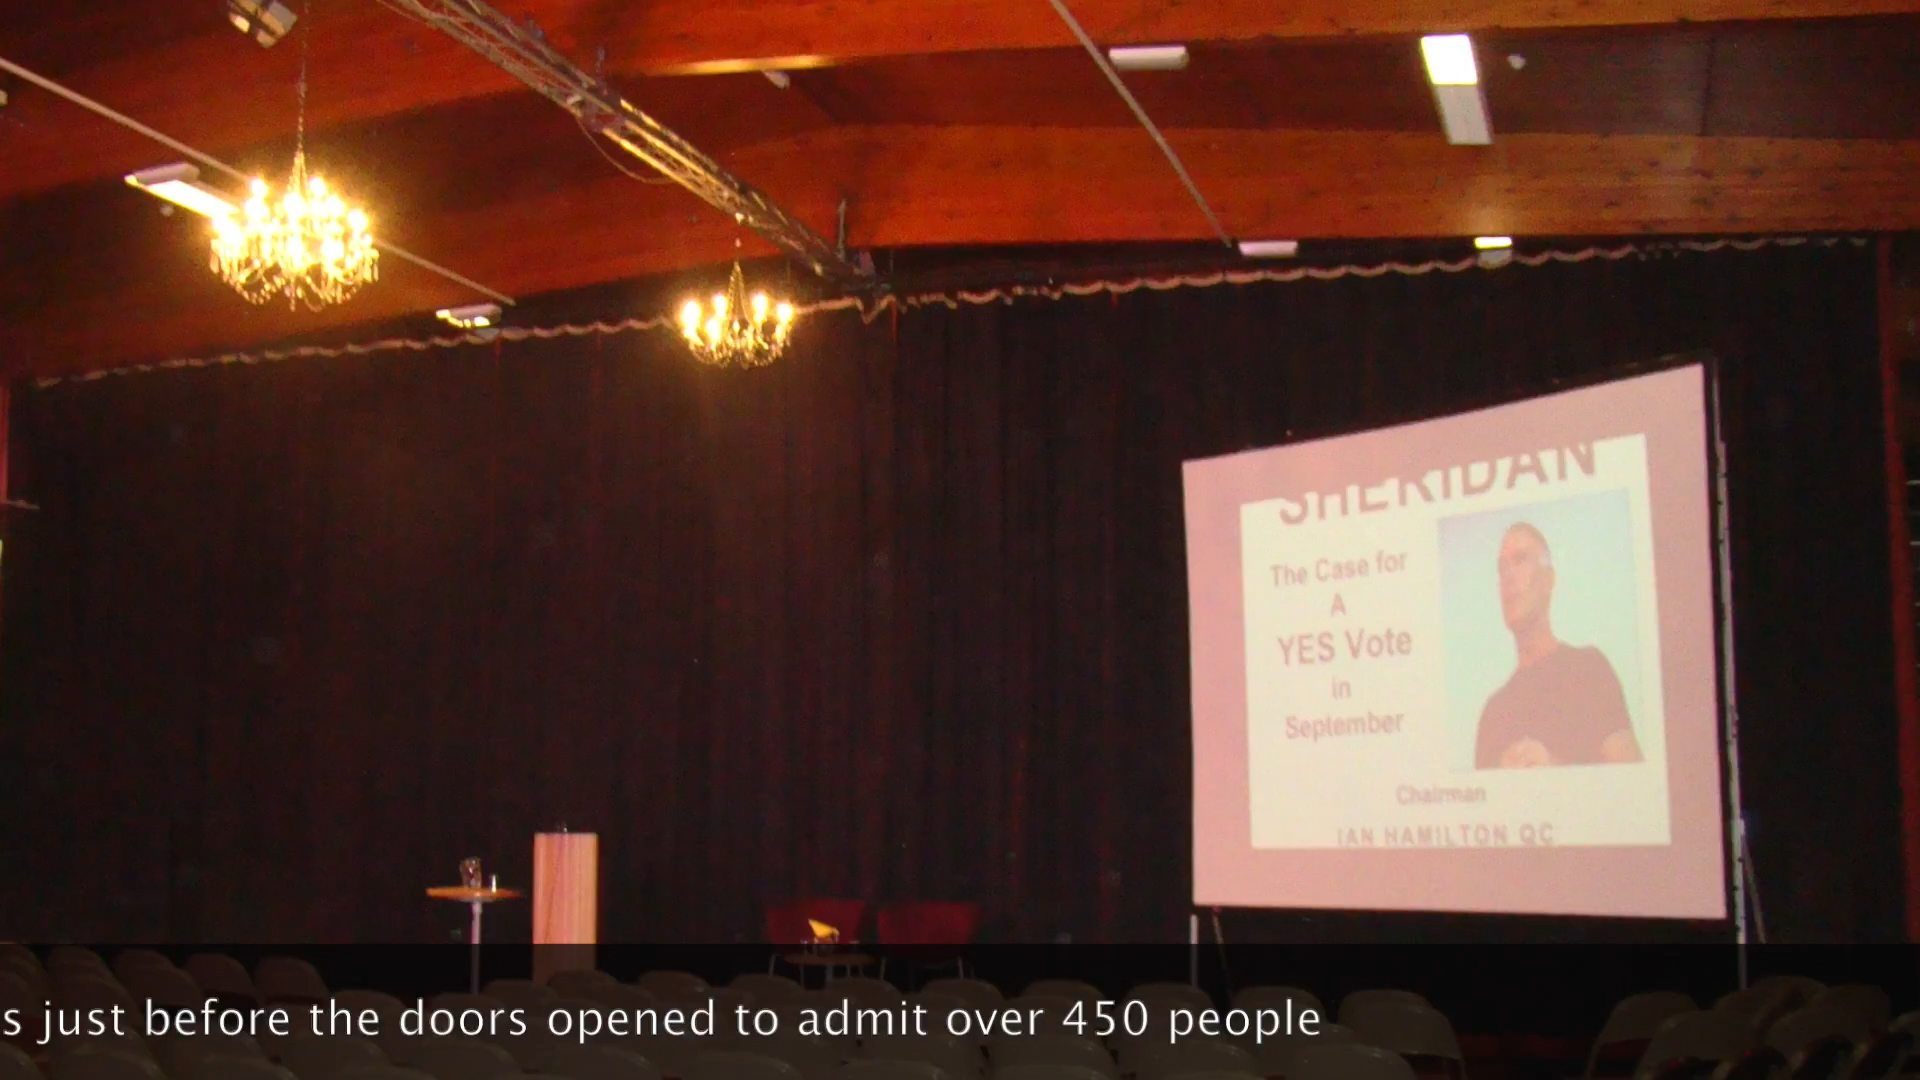 SHERIDAN
The Case for
A
YES Vote
in
September
Chairman
IAN HAMILTON QC
s just before the doors opened to admit over 450 people